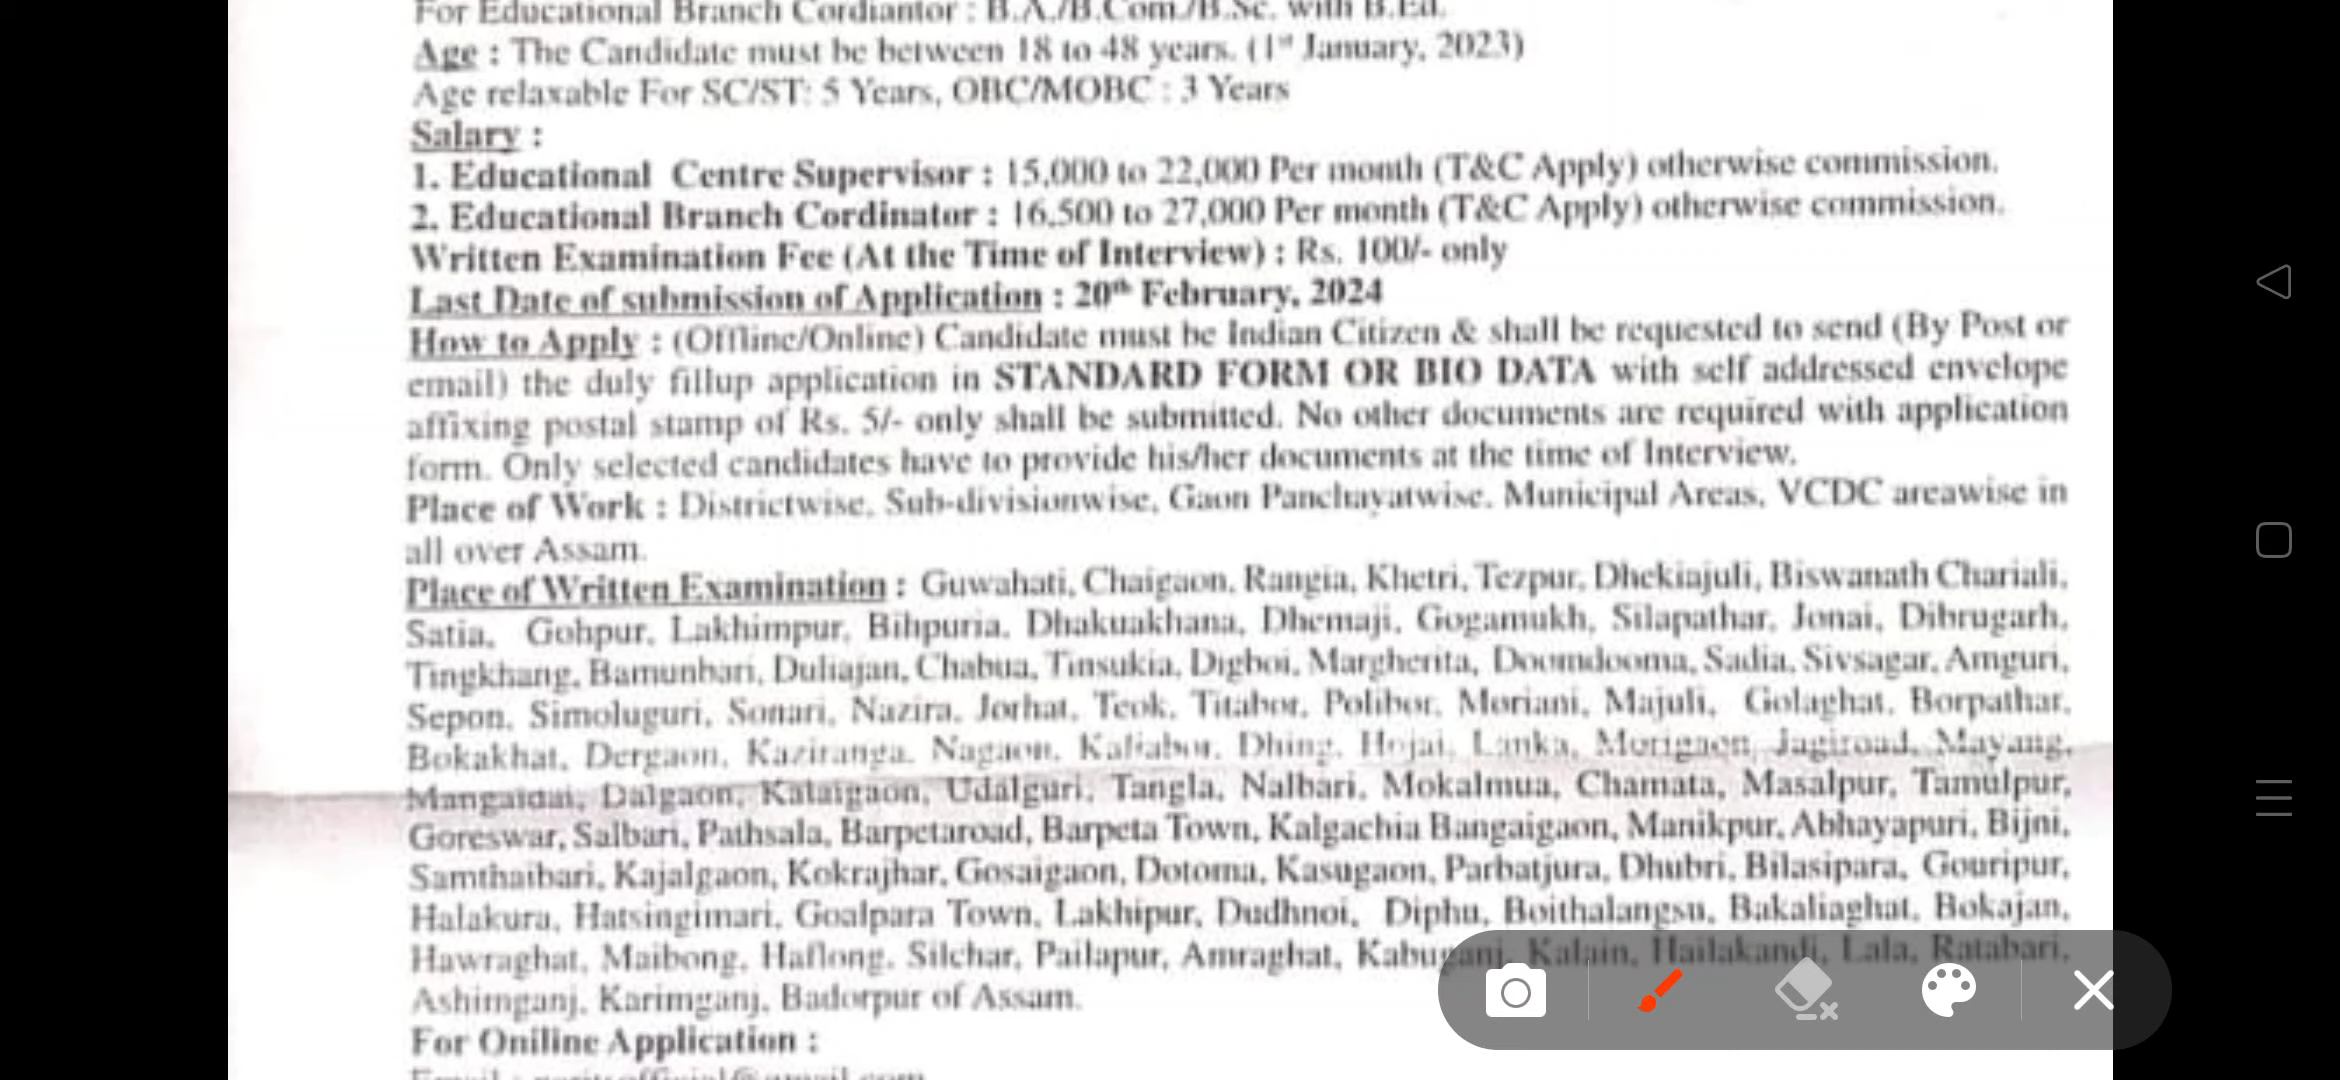 For Educational Branch Cordiantor : B.A./B.Com./B.Sc. with B.Ed.
Age : The Candidate must be between 18 to 48 years. (1st January, 2023)
Age relaxable For SC/ST: 5 Years, OBC/MOBC : 3 Years
Salary :
1. Educational Centre Supervisor : 15,000 to 22,000 Per month (T&C Apply) otherwise commission.
2. Educational Branch Cordinator : 16,500 to 27,000 Per month (T&C Apply) otherwise commission.
Written Examination Fee (At the Time of Interview) : Rs. 100/- only
Last Date of submission of Application : 20th February, 2024
How to Apply : (Offline/Online) Candidate must be Indian Citizen & shall be requested to send (By Post or
email) the duly fillup application in STANDARD FORM OR BIO DATA with self addressed envelope
affixing postal stamp of Rs. 5/- only shall be submitted. No other documents are required with application
form. Only selected candidates have to provide his/her documents at the time of Interview.
Place of Work : Districtwise, Sub-divisionwise, Gaon Panchayatwise, Municipal Areas, VCDC areawise in
all over Assam.
Place of Written Examination : Guwahati, Chaigaon, Rangia, Khetri, Tezpur, Dhekiajuli, Biswanath Chariali,
Satia, Gohpur, Lakhimpur, Bihpuria, Dhakuakhana, Dhemaji, Gogamukh, Silapathar, Jonai, Dibrugarh,
Tingkhang, Bamunbari, Duliajan, Chabua, Tinsukia, Digboi, Margherita, Doomdooma, Sadia, Sivsagar, Amguri,
Sepon, Simoluguri, Sonari, Nazira, Jorhat, Teok, Titabor, Polibor, Moriani, Majuli, Golaghat, Borpathar,
Bokakhat, Dergaon, Kaziranga, Nagaon, Kaliabor, Dhing, Hojai, Lanka, Morigaon, Jagiroad, Mayang,
Mangaldai, Dalgaon, Kalaigaon, Udalguri, Tangla, Nalbari, Mokalmua, Chamata, Masalpur, Tamulpur,
Goreswar, Salbari, Pathsala, Barpetaroad, Barpeta Town, Kalgachia Bangaigaon, Manikpur, Abhayapuri, Bijni,
Samthaibari, Kajalgaon, Kokrajhar, Gosaigaon, Dotoma, Kasugaon, Parbatjura, Dhubri, Bilasipara, Gouripur,
Halakura, Hatsingimari, Goalpara Town, Lakhipur, Dudhnoi, Diphu, Boithalangsu, Bakaliaghat, Bokajan,
Hawraghat, Maibong, Haflong, Silchar, Pailapur, Amraghat, Kabuganj, Kalain, Hailakandi, Lala, Ratabari,
Ashimganj, Karimganj, Badorpur of Assam.
For Oniline Application :
Email :